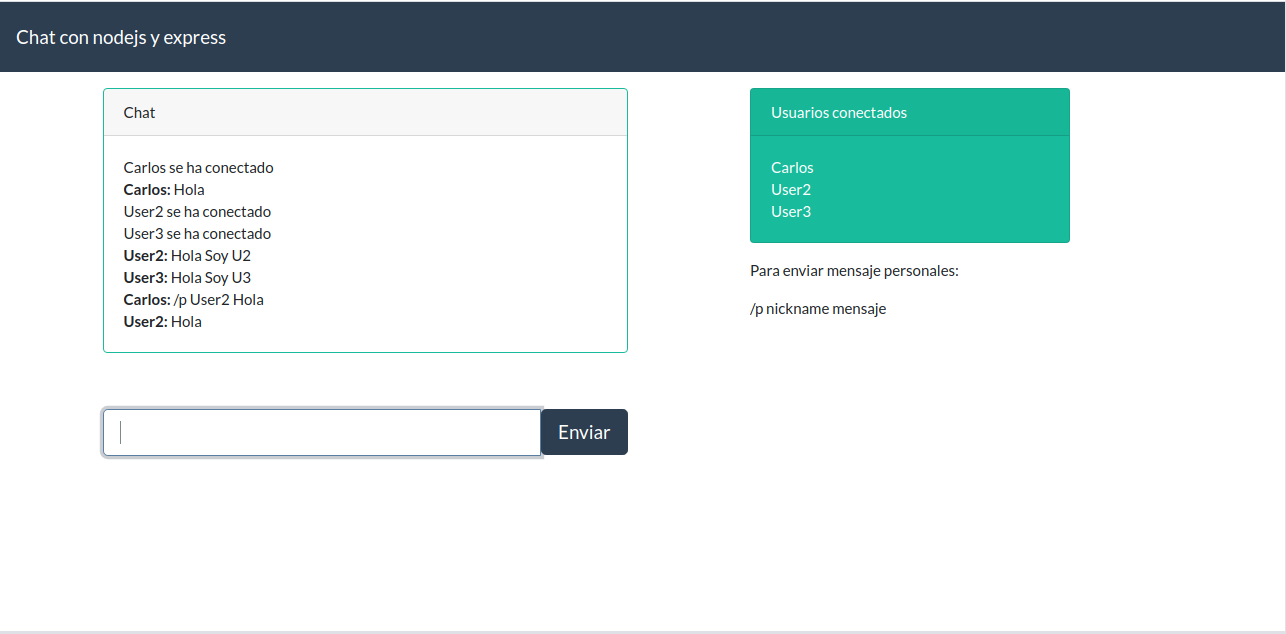 Chat con nodejs y express
Chat
Carlos se ha conectado
Carlos: Hola
User2 se ha conectado
User3 se ha conectado
User2: Hola Soy U2
User3: Hola Soy U3
Carlos: /p User2 Hola
User2: Hola
Enviar
Usuarios conectados
Carlos
User2
User3
Para enviar mensaje personales:
/p nickname mensaje